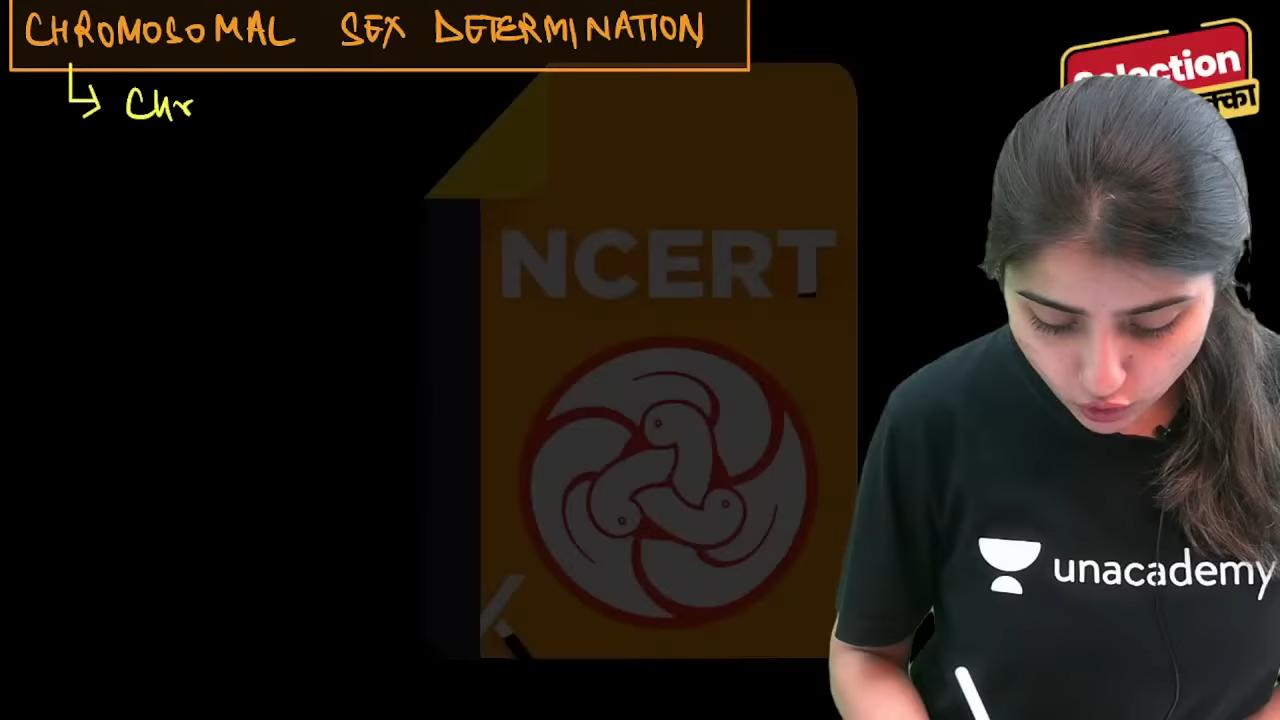 CHROMOSOMAL SEX DETERMINATION
Chr
Selection
क्का
NCERT
unacademy